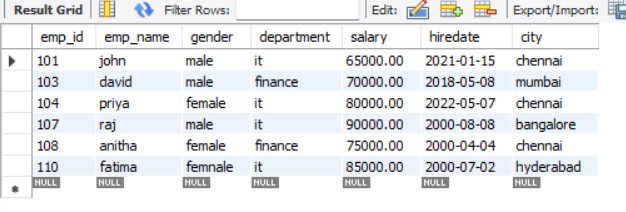 Result Grid Filter Rows: Edit: Export/Import:
emp_id emp_name gender department salary hiredate city
101 john male it 65000.00 2021-01-15 chennai
103 david male finance 70000.00 2018-05-08 mumbai
104 priya female it 80000.00 2022-05-07 chennai
107 raj male it 90000.00 2000-08-08 bangalore
108 anitha female finance 75000.00 2000-04-04 chennai
110 fatima femnale it 85000.00 2000-07-02 hyderabad
NULL NULL NULL NULL NULL NULL NULL